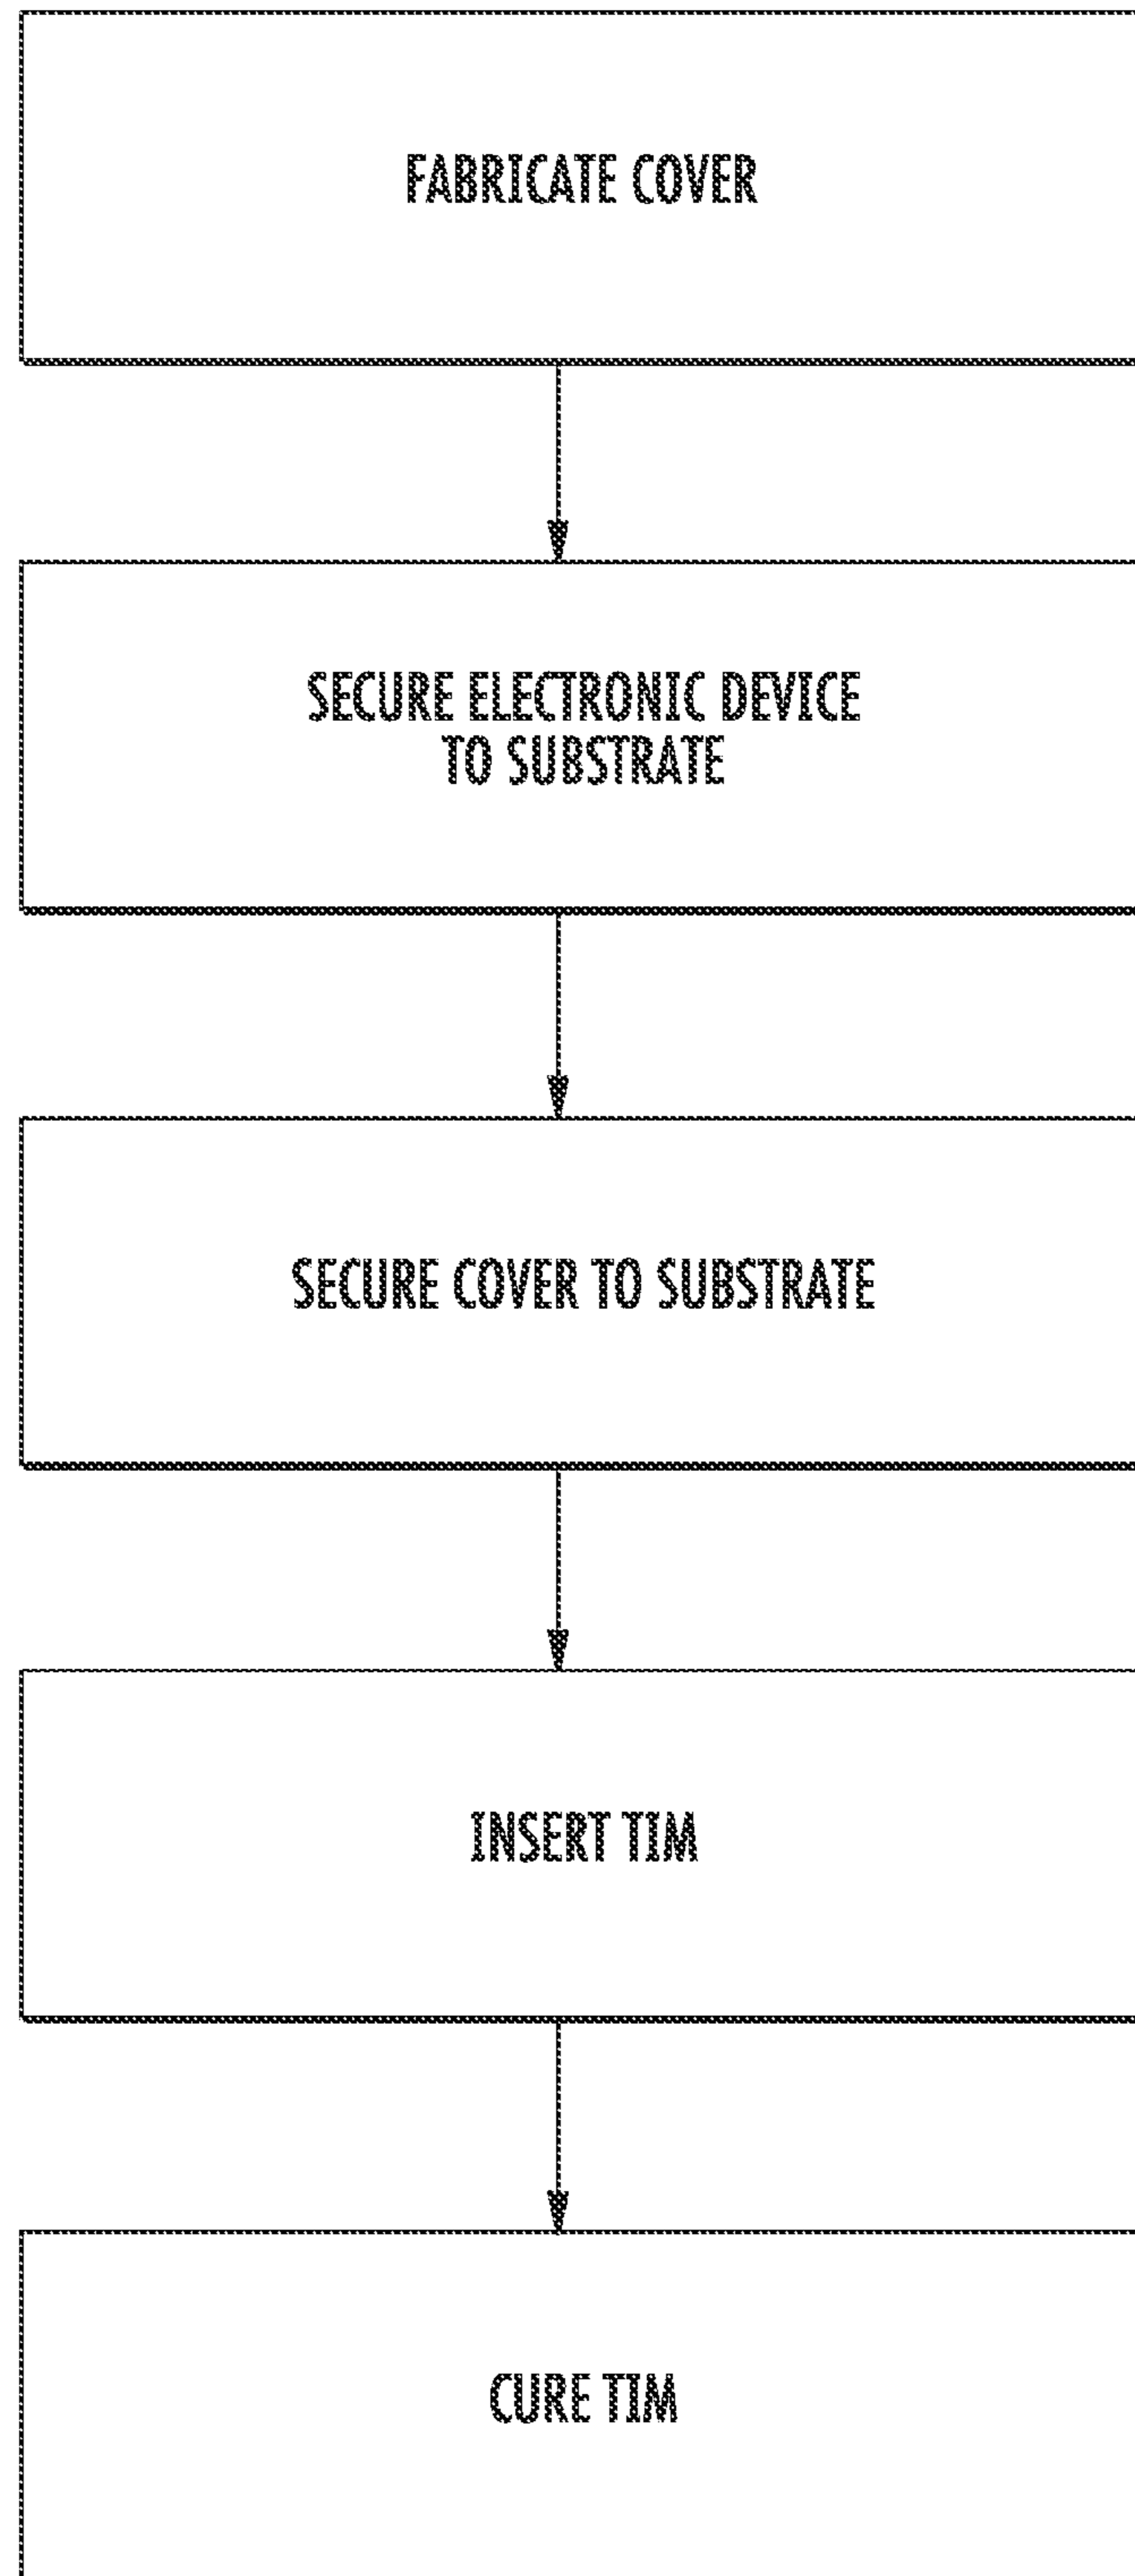 FABRICATE COVER
SECURE ELECTRONIC DEVICE
TO SUBSTRATE
SECURE COVER TO SUBSTRATE
INSERT TIM
CURE TIM